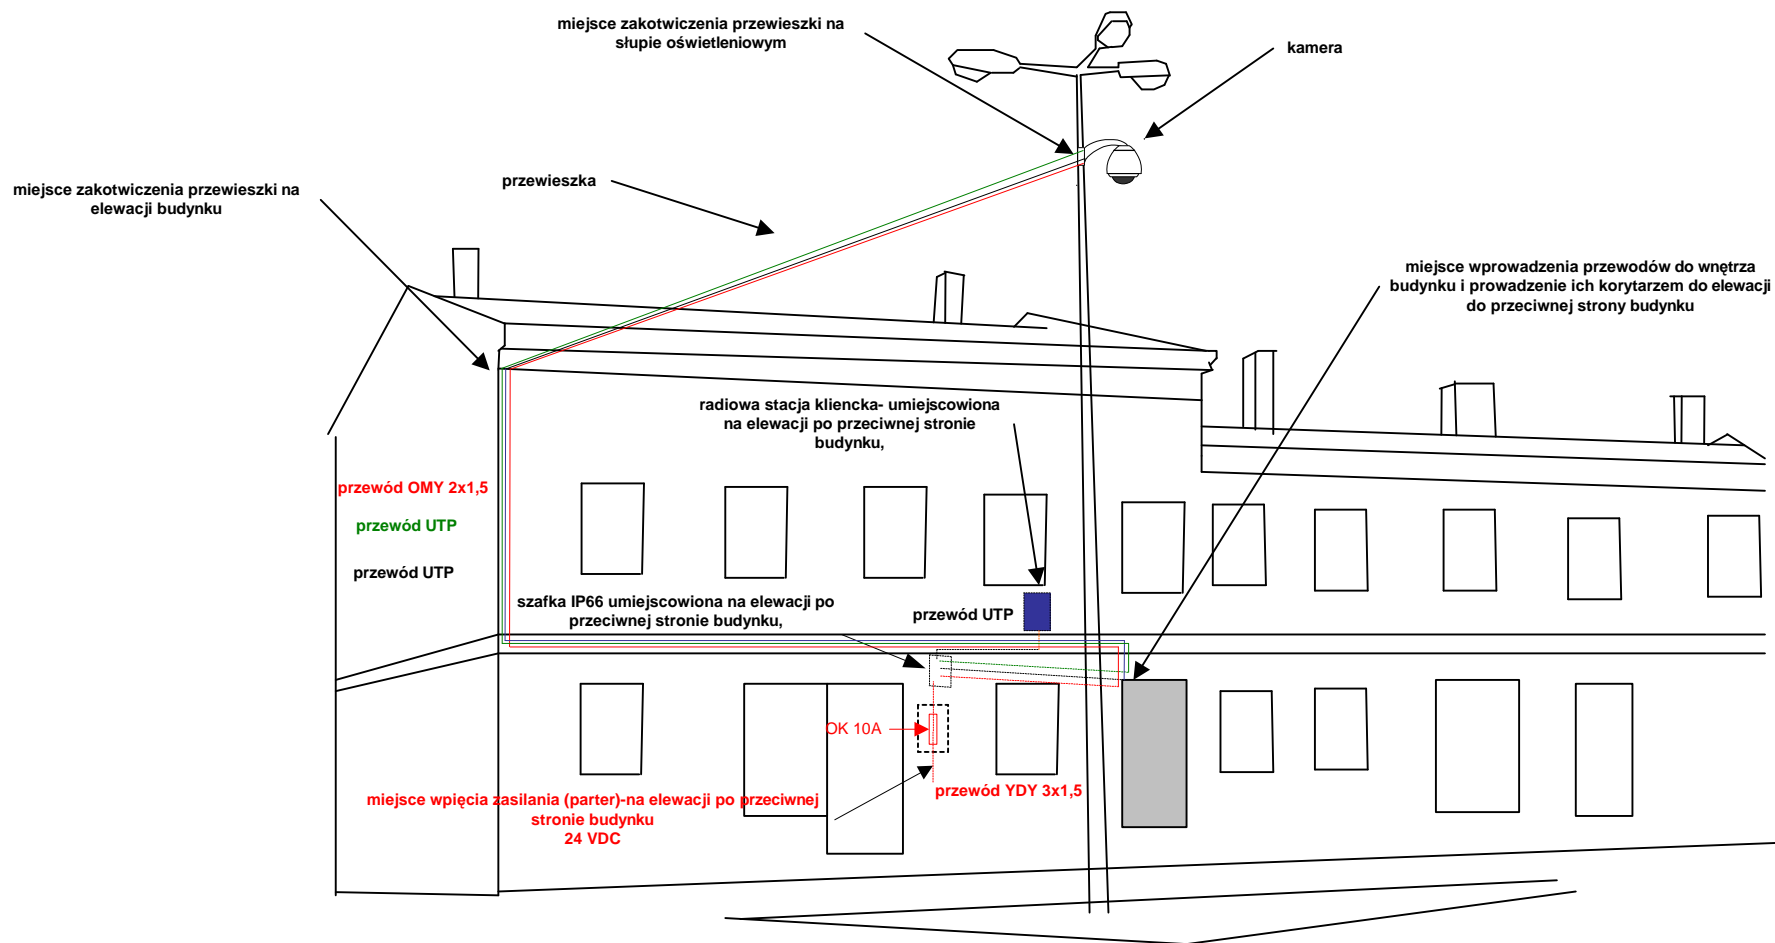 miejsce zakotwiczenia przewieszki na
słupie oświetleniowym
kamera
miejsce zakotwiczenia przewieszki na
elewacji budynku
przewieszka
miejsce wprowadzenia przewodów do wnętrza
budynku i prowadzenie ich korytarzem do elewacji
do przeciwnej strony budynku
radiowa stacja kliencka- umiejscowiona
na elewacji po przeciwnej stronie
budynku,
przewód OMY 2x1,5
przewód UTP
przewód UTP
szafka IP66 umiejscowiona na elewacji po
przeciwnej stronie budynku,
przewód UTP
OK 10A
przewód YDY 3x1,5
miejsce wpięcia zasilania (parter)-na elewacji po przeciwnej
stronie budynku
24 VDC